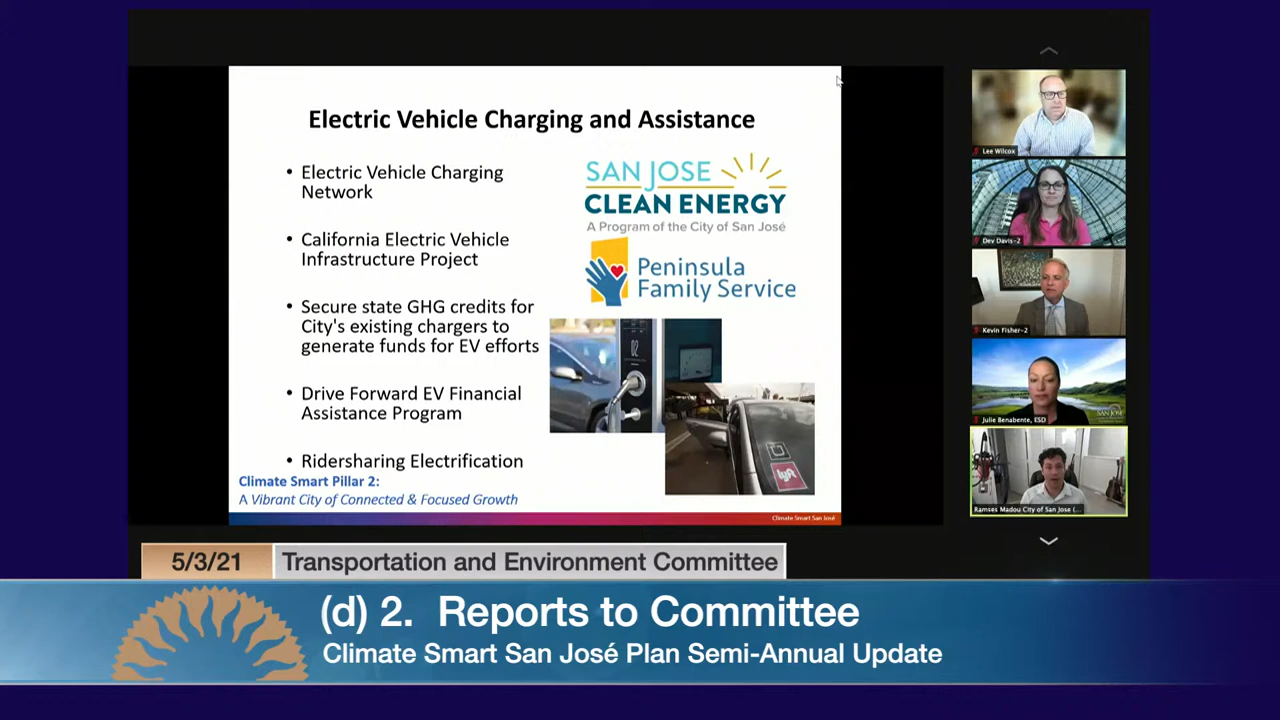 Electric Vehicle Charging and Assistance
• Electric Vehicle Charging
Network
• California Electric Vehicle
Infrastructure Project
• Secure state GHG credits for
City's existing chargers to
generate funds for EV efforts
• Drive Forward EV Financial
Assistance Program
• Ridersharing Electrification
SAN JOSE
CLEAN ENERGY
A Program of the City of San José
Peninsula
Family Service
02
U
lyft
Climate Smart Pillar 2:
A Vibrant City of Connected & Focused Growth
Climate Smart San José
Lee Wilcox
Dev Davis-2
Kevin Fisher-2
Julie Benabente, ESD
SAN JOSE
Ramses Madou City of San Jose (...
5/3/21
Transportation and Environment Committee
(d) 2. Reports to Committee
Climate Smart San José Plan Semi-Annual Update